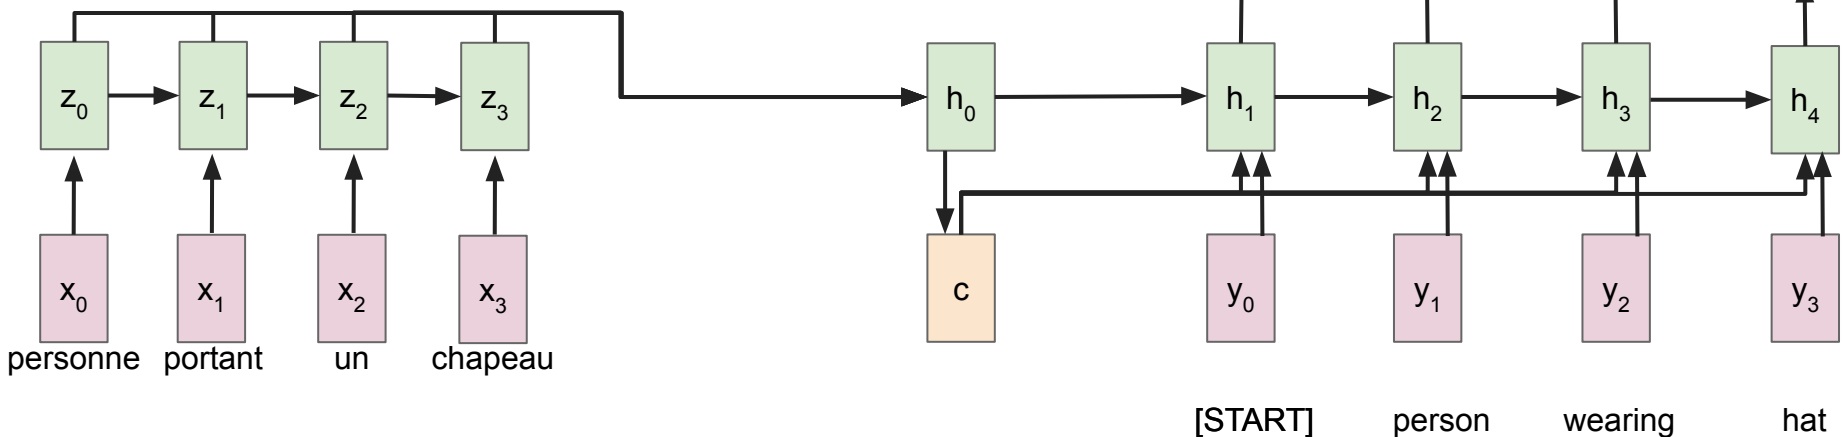 z0 z1 z2 z3 h0 h1 h2 h3 h4
x0 x1 x2 x3 c y0 y1 y2 y3
personne portant un chapeau
[START] person wearing hat